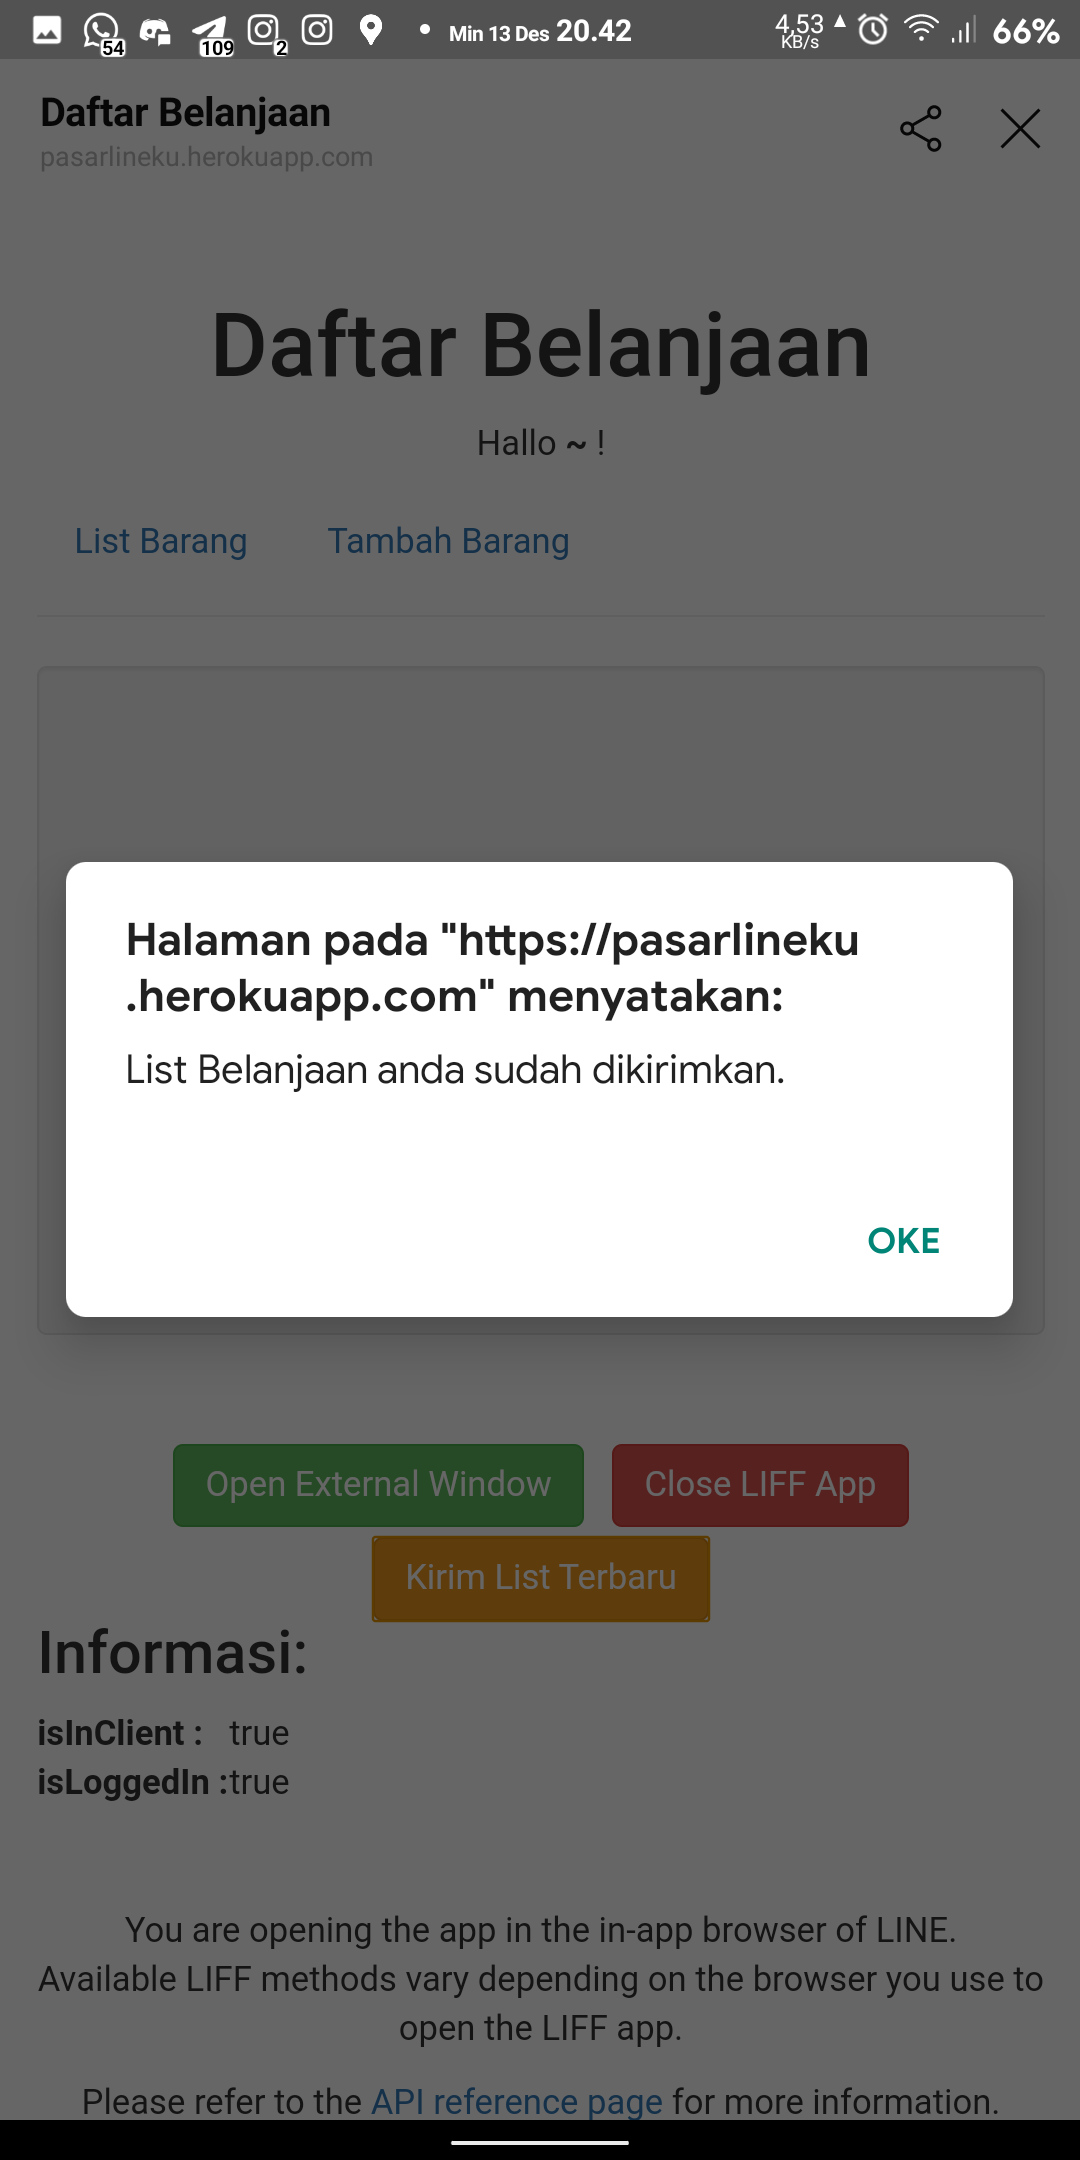 54
109
2
Min 13 Des 20.42
4,53
KB/s
66%
Daftar Belanjaan
pasarlineku.herokuapp.com
Daftar Belanjaan
Hallo ~ !
List Barang Tambah Barang
Halaman pada "https://pasarlineku
.herokuapp.com" menyatakan:
List Belanjaan anda sudah dikirimkan.
OKE
Open External Window Close LIFF App
Kirim List Terbaru
Informasi:
isInClient : true
isLoggedIn :true
You are opening the app in the in-app browser of LINE.
Available LIFF methods vary depending on the browser you use to
open the LIFF app.
Please refer to the API reference page for more information.